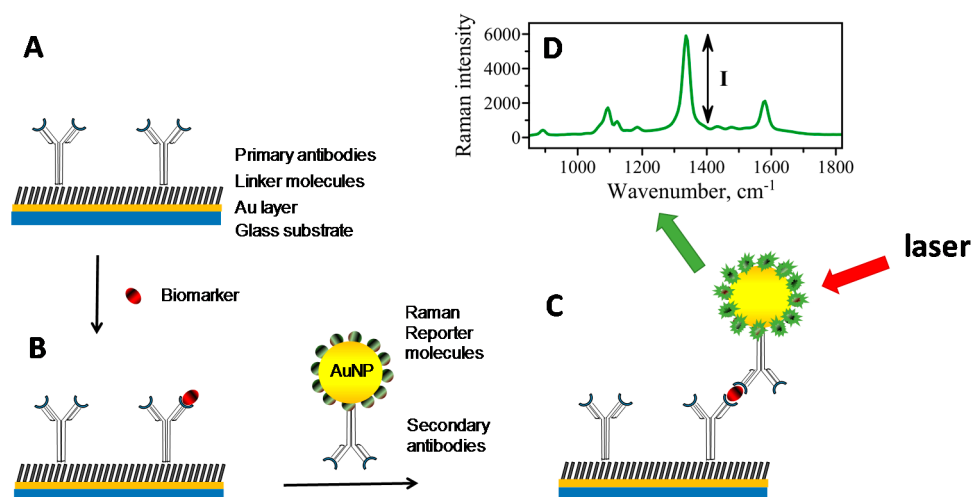 A
Primary antibodies
Linker molecules
Au layer
Glass substrate
Biomarker
B
AuNP
Raman
Reporter
molecules
Secondary
antibodies
C
laser
D
I
Raman intensity
6000
4000
2000
0
1000
1200
1400
1600
1800
Wavenumber, cm-1